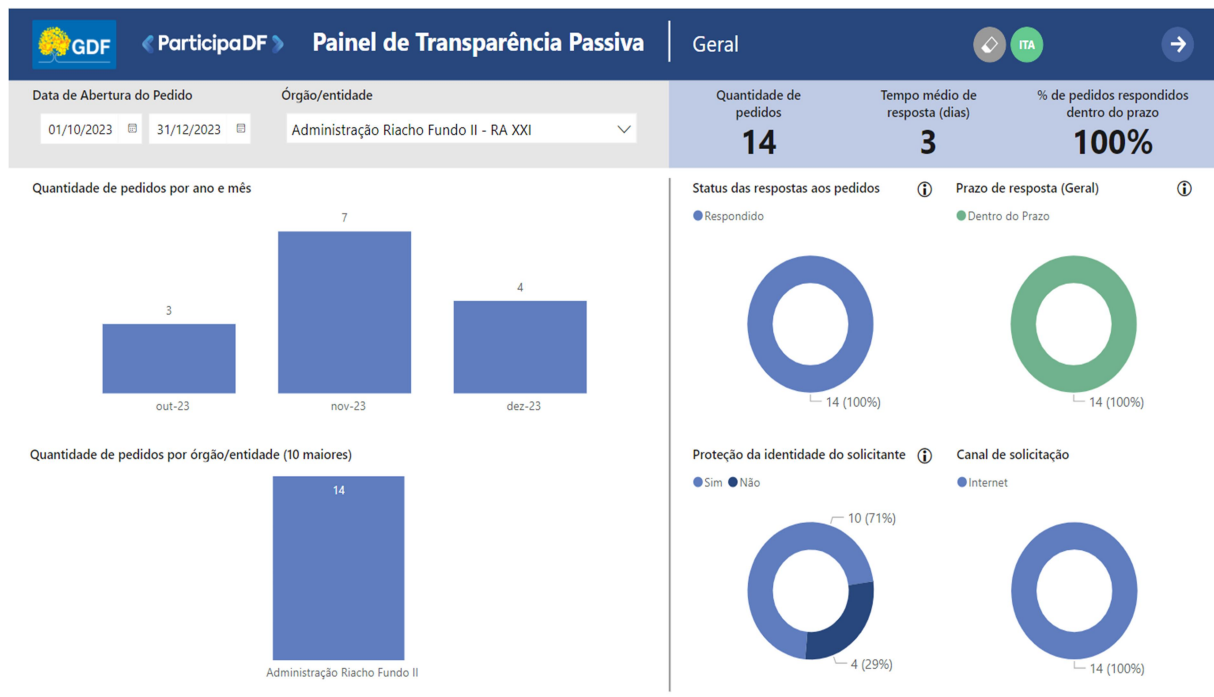 GDF
ParticipaDF
Painel de Transparência Passiva
Geral
ITA
Data de Abertura do Pedido
01/10/2023
31/12/2023
Órgão/entidade
Administração Riacho Fundo II - RA XXI
Quantidade de
pedidos
14
Tempo médio de
resposta (dias)
3
% de pedidos respondidos
dentro do prazo
100%
Quantidade de pedidos por ano e mês
3
7
4
out-23
nov-23
dez-23
Status das respostas aos pedidos
Respondido
14 (100%)
Prazo de resposta (Geral)
Dentro do Prazo
14 (100%)
Quantidade de pedidos por órgão/entidade (10 maiores)
14
Administração Riacho Fundo II
Proteção da identidade do solicitante
Sim Não
10 (71%)
4 (29%)
Canal de solicitação
Internet
14 (100%)